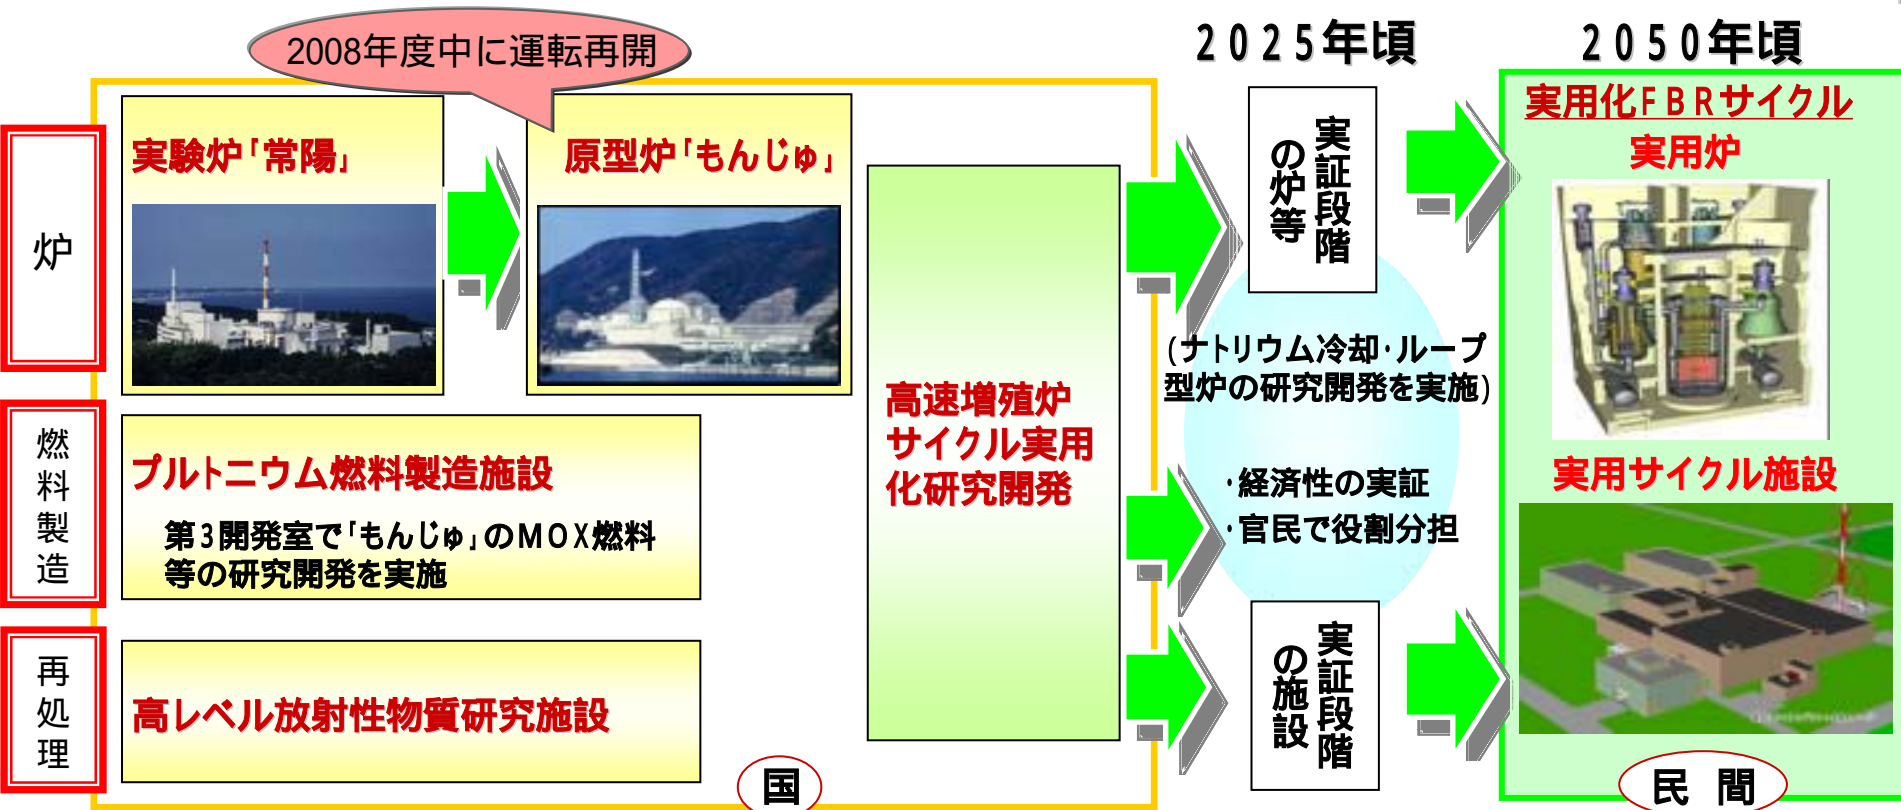 2008年度中に運転再開
2025年頃
2050年頃
炉
実験炉「常陽」
原型炉「もんじゅ」
燃料製造
プルトニウム燃料製造施設
第3開発室で「もんじゅ」のMOX燃料
等の研究開発を実施
再処理
高レベル放射性物質研究施設
国
高速増殖炉
サイクル実用
化研究開発
実証段階
の炉等
(ナトリウム冷却・ループ
型炉の研究開発を実施)
・経済性の実証
・官民で役割分担
実証段階
の施設
実用化FBRサイクル
実用炉
実用サイクル施設
民 間